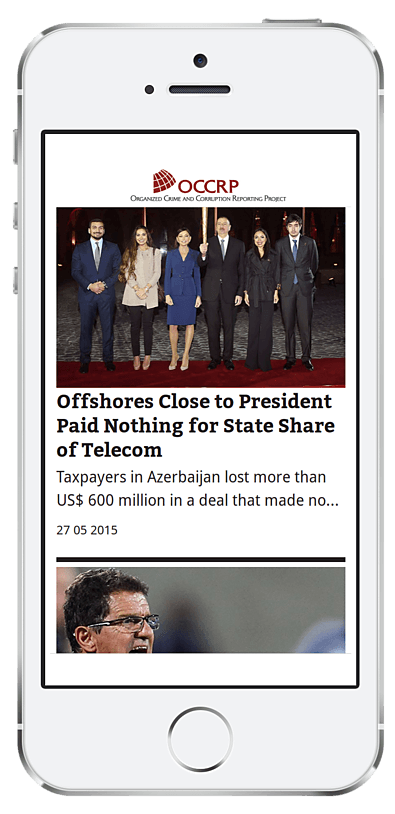 OCCRP
Organized Crime and Corruption Reporting Project
Offshores Close to President
Paid Nothing for State Share
of Telecom
Taxpayers in Azerbaijan lost more than
US$ 600 million in a deal that made no...
27 05 2015